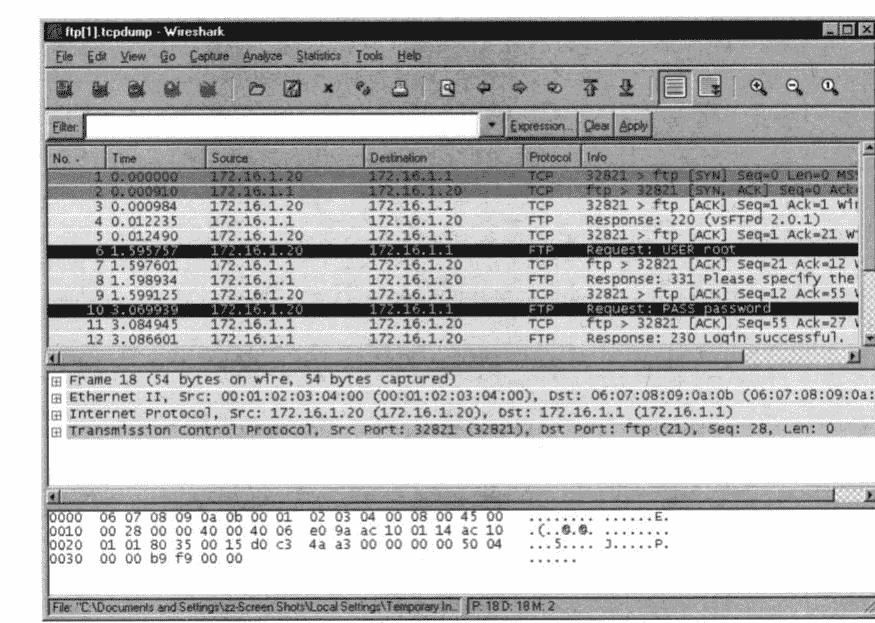 ftp[1].tcpdump - Wireshark
File Edit View Go Capture Analyze Statistics Tools Help
Filter: Expression... Clear Apply
No. - Time Source Destination Protocol Info
1 0.000000 172.16.1.20 172.16.1.1 TCP 32821 > ftp [SYN] Seq=0 Len=0 MS
2 0.000910 172.16.1.1 172.16.1.20 TCP ftp > 32821 [SYN, ACK] Seq=0 Ack
3 0.000984 172.16.1.20 172.16.1.1 TCP 32821 > ftp [ACK] Seq=1 Ack=1 Wi
4 0.012235 172.16.1.1 172.16.1.20 FTP Response: 220 (vsFTPd 2.0.1)
5 0.012490 172.16.1.20 172.16.1.1 TCP 32821 > ftp [ACK] Seq=1 Ack=21 W
6 1.595757 172.16.1.20 172.16.1.1 FTP Request: USER root
7 1.597601 172.16.1.1 172.16.1.20 TCP ftp > 32821 [ACK] Seq=21 Ack=12 W
8 1.598934 172.16.1.1 172.16.1.20 FTP Response: 331 Please specify the
9 1.599125 172.16.1.20 172.16.1.1 TCP 32821 > ftp [ACK] Seq=12 Ack=55
10 3.069939 172.16.1.20 172.16.1.1 FTP Request: PASS password
11 3.084945 172.16.1.1 172.16.1.20 TCP ftp > 32821 [ACK] Seq=55 Ack=27
12 3.086601 172.16.1.1 172.16.1.20 FTP Response: 230 Login successful.
Frame 18 (54 bytes on wire, 54 bytes captured)
Ethernet II, Src: 00:01:02:03:04:00 (00:01:02:03:04:00), Dst: 06:07:08:09:0a:0b (06:07:08:09:0a:
Internet Protocol, Src: 172.16.1.20 (172.16.1.20), Dst: 172.16.1.1 (172.16.1.1)
Transmission Control Protocol, Src Port: 32821 (32821), Dst Port: ftp (21), Seq: 28, Len: 0
0000 06 07 08 09 0a 0b 00 01 02 03 04 00 08 00 45 00 ........ ......E.
0010 00 28 00 00 40 00 40 06 e0 9a ac 10 01 14 ac 10 .(..@.@. ........
0020 01 01 80 35 00 15 d0 c3 4a a3 00 00 00 00 50 04 ...5.... J.....P.
0030 00 00 b9 f9 00 00 ......
File: "C:\Documents and Settings\zz-Screen Shots\Local Settings\Temporary In... P: 18 D: 18 M: 2